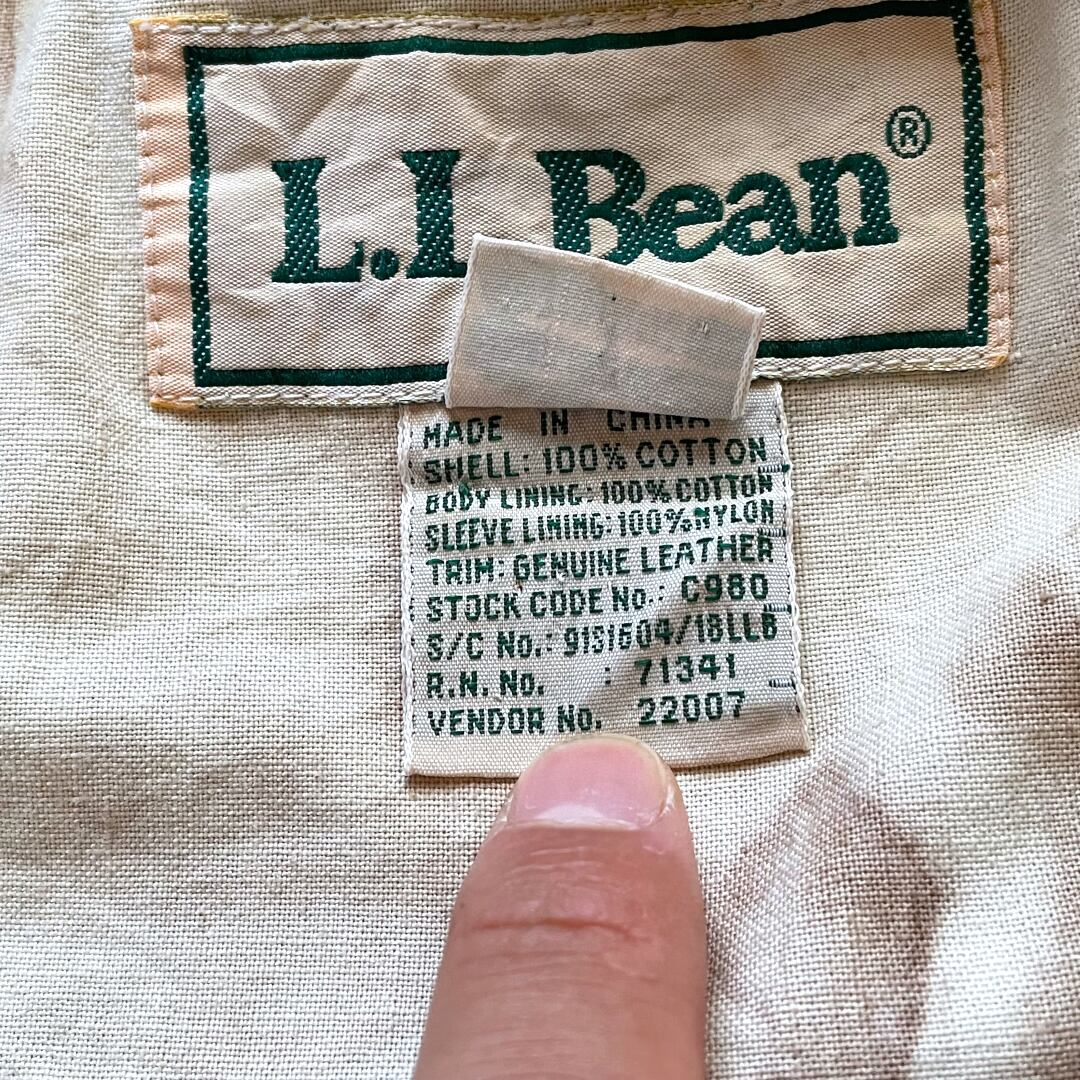 L.L Bean®
MADE IN CHINA
SHELL: 100% COTTON
BODY LINING: 100% COTTON
SLEEVE LINING: 100% NYLON
TRIM: GENUINE LEATHER
STOCK CODE No.: C980
S/C No.: 91S1604/18LLB
R.N. No. : 71341
VENDOR No. 22007